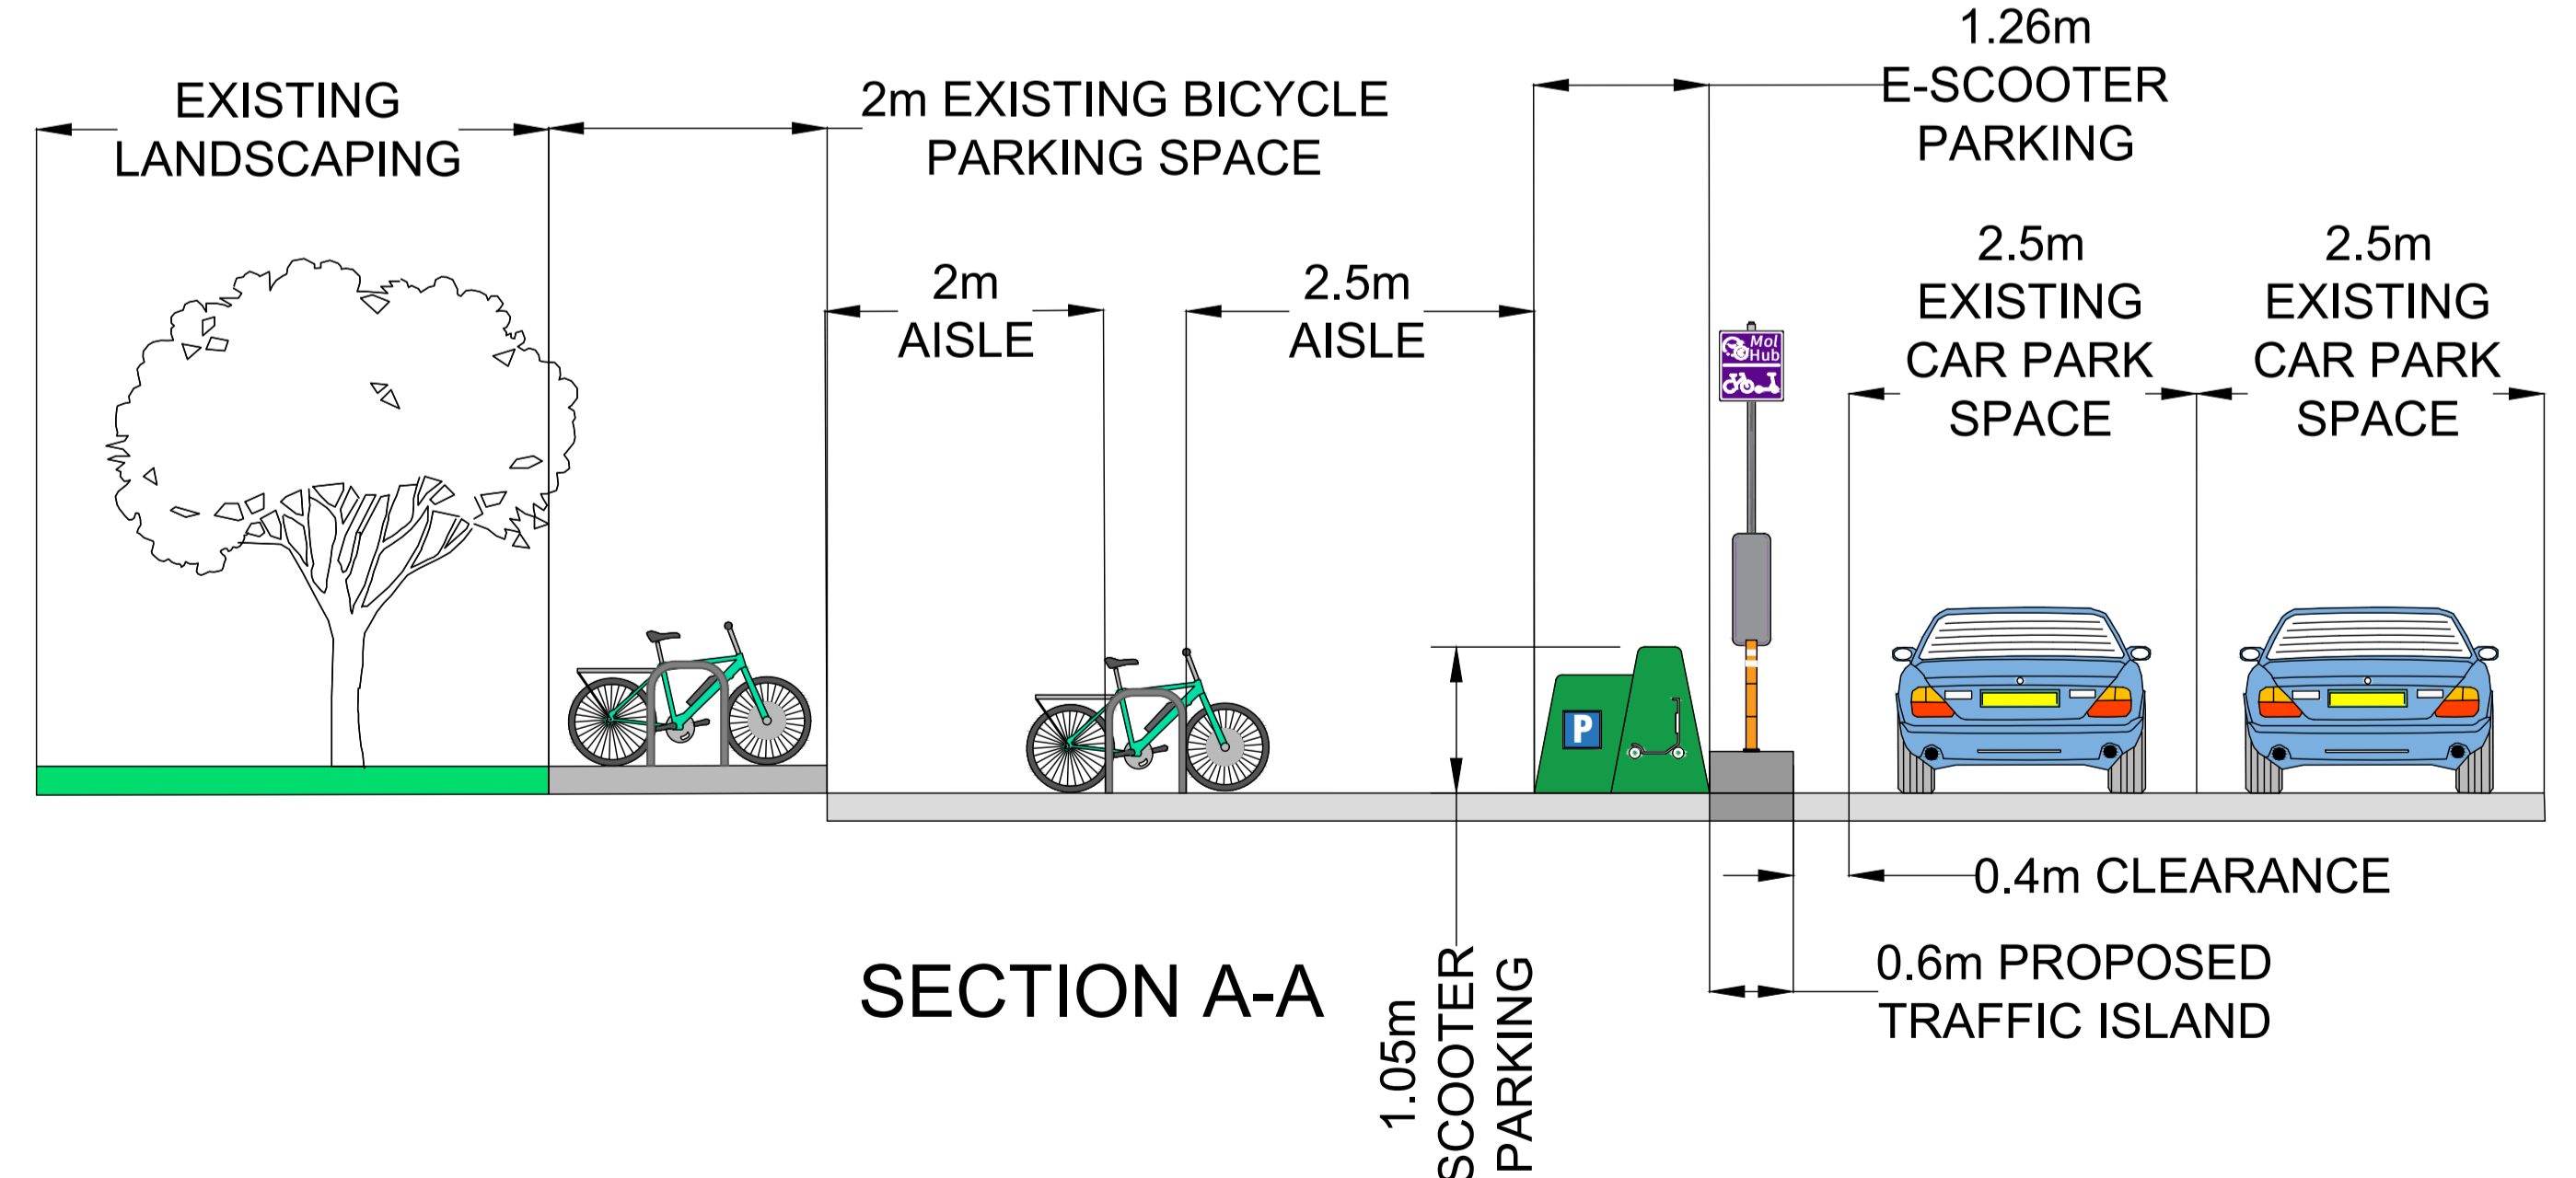 EXISTING
LANDSCAPING
2m EXISTING BICYCLE
PARKING SPACE
1.26m
E-SCOOTER
PARKING
2m
AISLE
2.5m
AISLE
2.5m
EXISTING
CAR PARK
SPACE
2.5m
EXISTING
CAR PARK
SPACE
Mol
Hub
P
0.4m CLEARANCE
0.6m PROPOSED
TRAFFIC ISLAND
1.05m
SCOOTER
PARKING
SECTION A-A